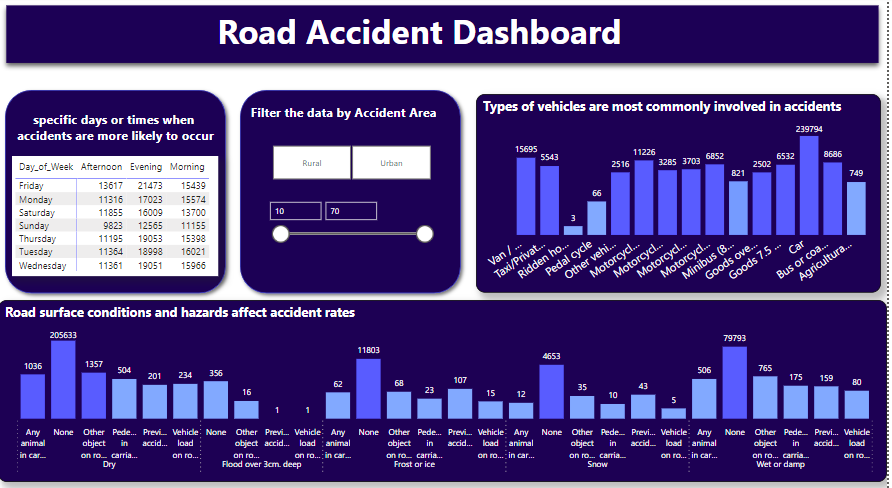 Road Accident Dashboard
specific days or times when
accidents are more likely to occur
Day_of_Week Afternoon Evening Morning
Friday 13617 21473 15439
Monday 11316 17023 15574
Saturday 11855 16009 13700
Sunday 9823 12565 11155
Thursday 11195 19053 15398
Tuesday 11364 18998 16021
Wednesday 11361 19051 15966
Filter the data by Accident Area
Rural Urban
10 70
Types of vehicles are most commonly involved in accidents
15695 5543 3 66 2516 11226 3285 3703 6852 821 2502 6532 239794 8686 749
Van / ...
Taxi/Privat...
Ridden ho...
Pedal cycle
Other vehi...
Motorcycl...
Motorcycl...
Motorcycl...
Motorcycl...
Minibus (8...
Goods ove...
Goods 7.5 ...
Car
Bus or coa...
Agricultura...
Road surface conditions and hazards affect accident rates
1036 205633 1357 504 201 234 356 16 1 1 62 11803 68 23 107 15 12 4653 35 10 43 5 506 79793 765 175 159 80
Any None Other Pede... Previ... Vehicle None Other Previ... Vehicle Any None Other Pede... Previ... Vehicle Any None Other Pede... Previ... Vehicle Any None Other Pede... Previ... Vehicle
animal object in accid... load object accid... load animal object in accid... load animal object in accid... load animal object in accid... load
in car... on ro... carria... on ro... on ro... on ro... in car... on ro... carria... on ro... in car... on ro... carria... on ro... in car... on ro... carria... on ro...
Dry Flood over 3cm. deep Frost or ice Snow Wet or damp